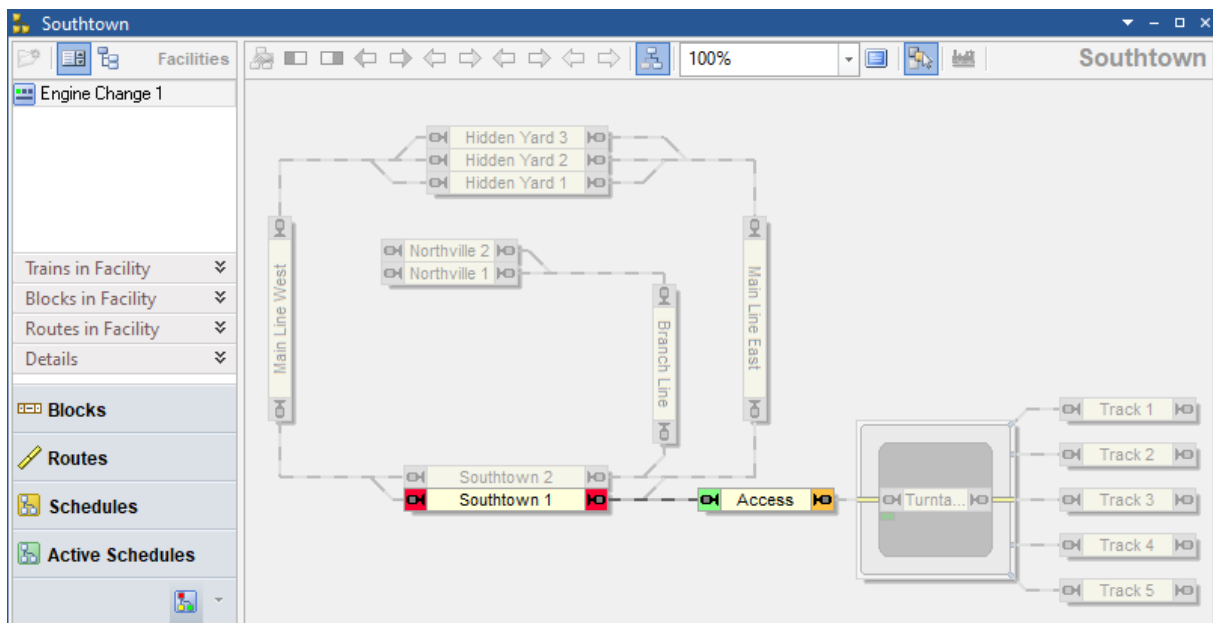 Southtown
Facilities
100%
Southtown
Engine Change 1
Trains in Facility
Blocks in Facility
Routes in Facility
Details
Blocks
Routes
Schedules
Active Schedules
Hidden Yard 3
Hidden Yard 2
Hidden Yard 1
Main Line West
Northville 2
Northville 1
Branch Line
Main Line East
Southtown 2
Southtown 1
Access
Turnta...
Track 1
Track 2
Track 3
Track 4
Track 5